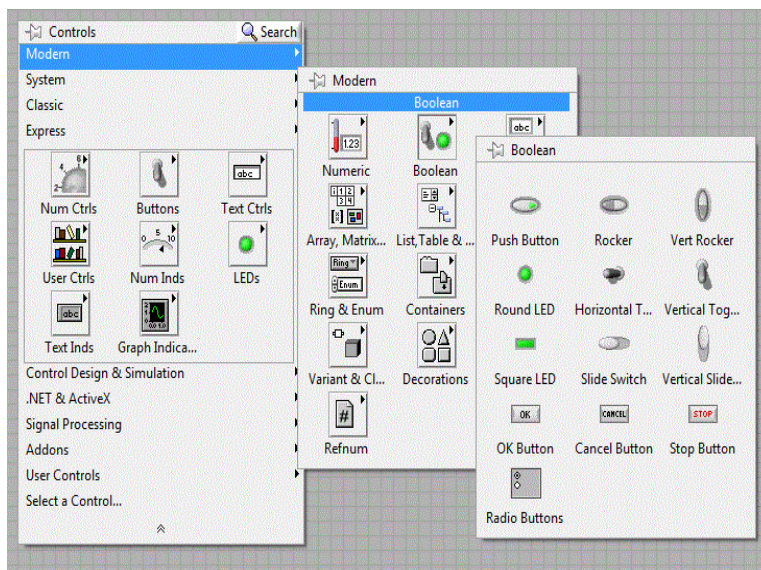 Controls
Search
Modern
System
Classic
Express
Num Ctrls
Buttons
Text Ctrls
User Ctrls
Num Inds
LEDs
Text Inds
Graph Indica...
Control Design & Simulation
.NET & ActiveX
Signal Processing
Addons
User Controls
Select a Control...
Modern
Boolean
1.23
abc
Numeric
Boolean
Array, Matrix...
List, Table & ...
Ring
Enum
Ring & Enum
Containers
Variant & Cl...
Decorations
#
Refnum
Boolean
Push Button
Rocker
Vert Rocker
Round LED
Horizontal T...
Vertical Tog...
Square LED
Slide Switch
Vertical Slide...
OK
CANCEL
STOP
OK Button
Cancel Button
Stop Button
Radio Buttons